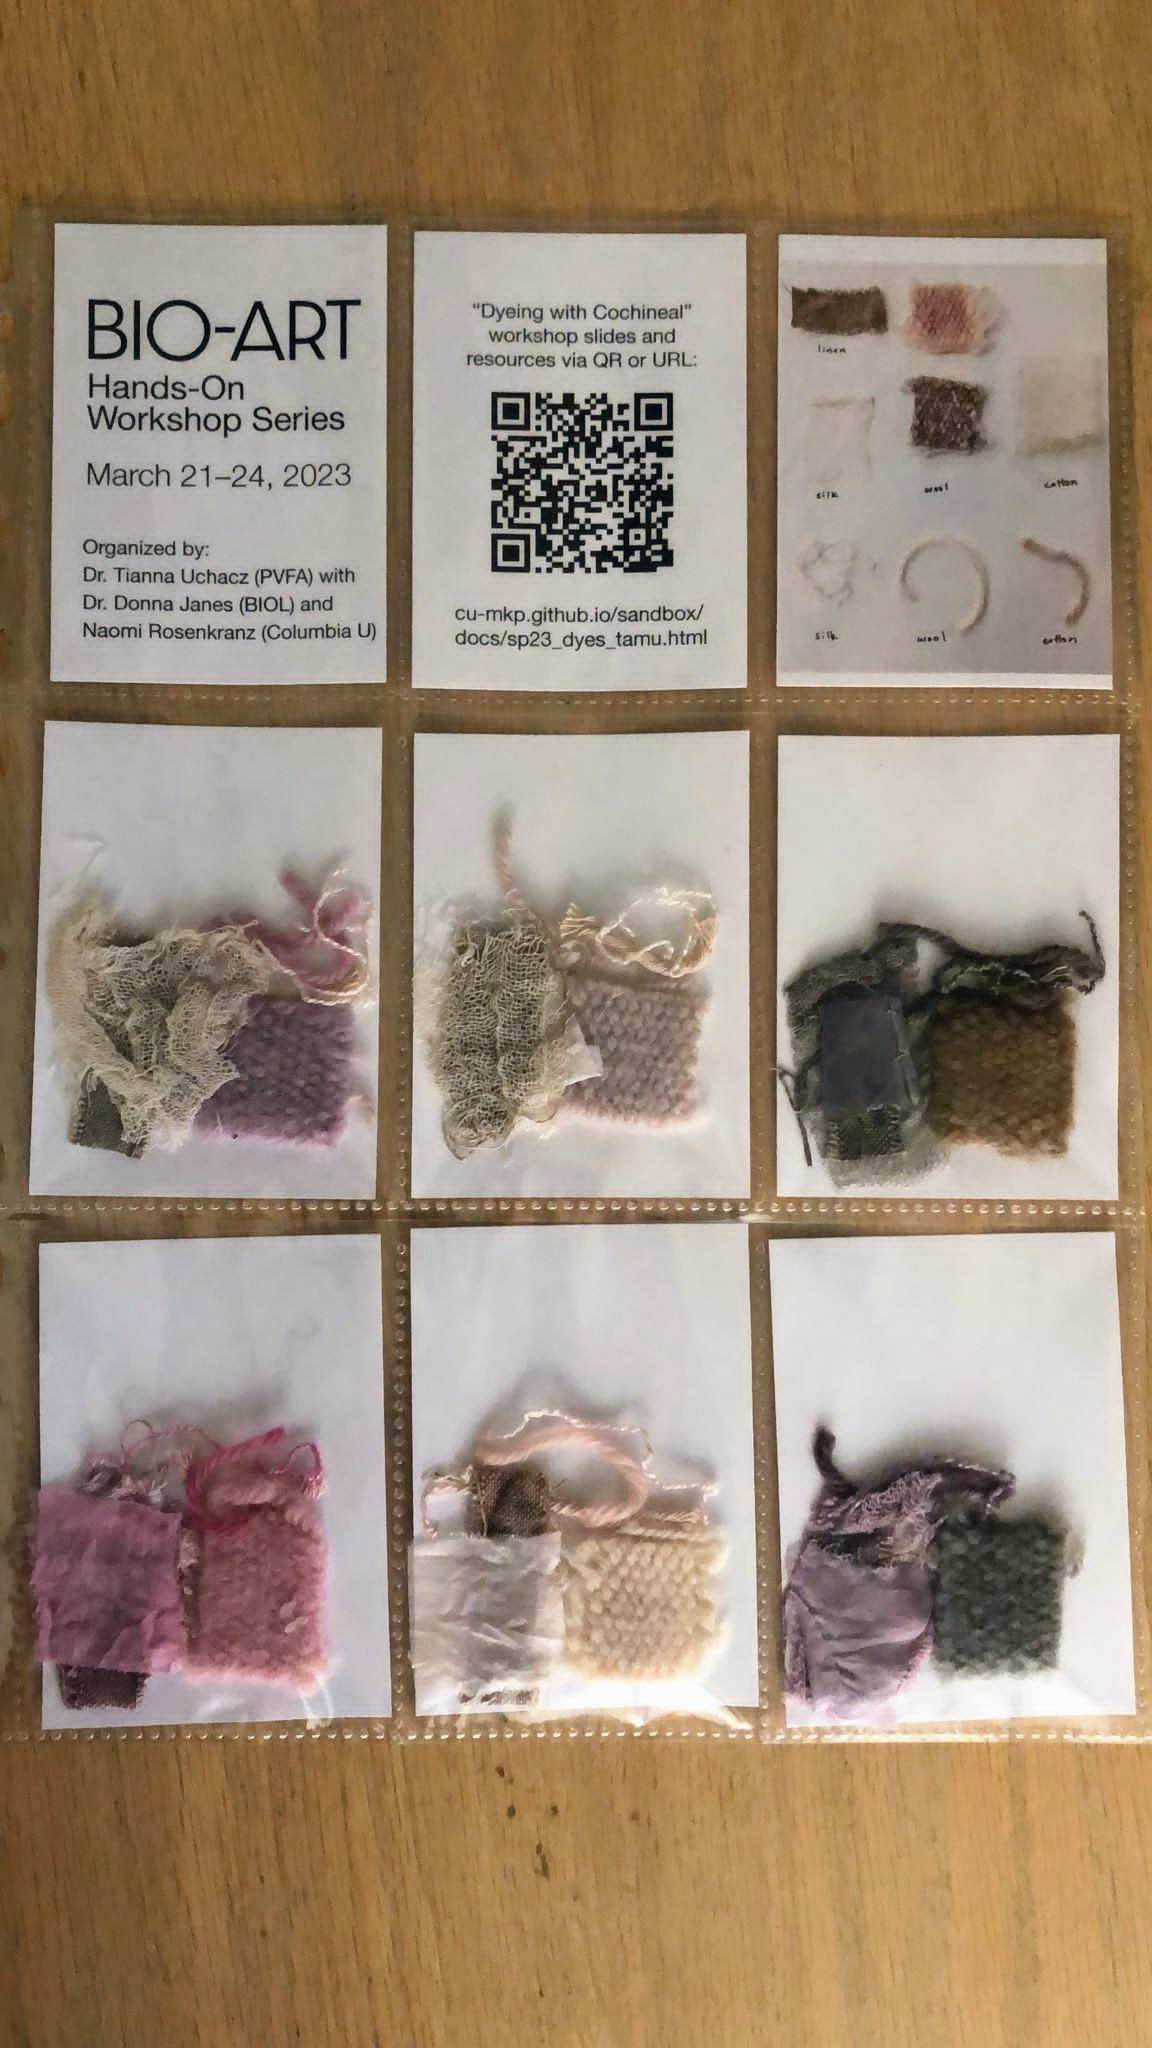 BIO-ART
Hands-On
Workshop Series
March 21–24, 2023
Organized by:
Dr. Tianna Uchacz (PVFA) with
Dr. Donna Janes (BIOL) and
Naomi Rosenkranz (Columbia U)
“Dyeing with Cochineal”
workshop slides and
resources via QR or URL:
cu-mkp.github.io/sandbox/
docs/sp23_dyes_tamu.html
linen
silk wool cotton
silk wool cotton